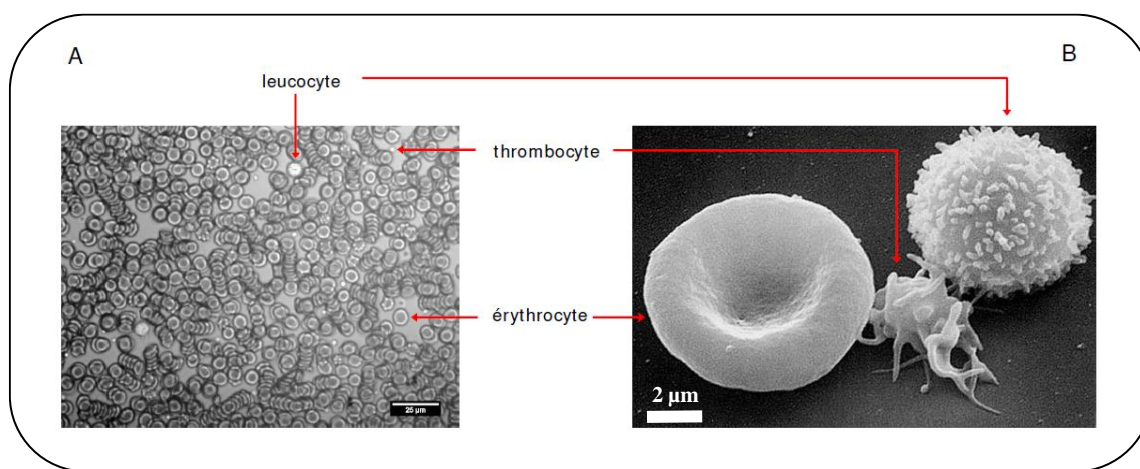 A
B
leucocyte
thrombocyte
érythrocyte
25 µm
2 µm